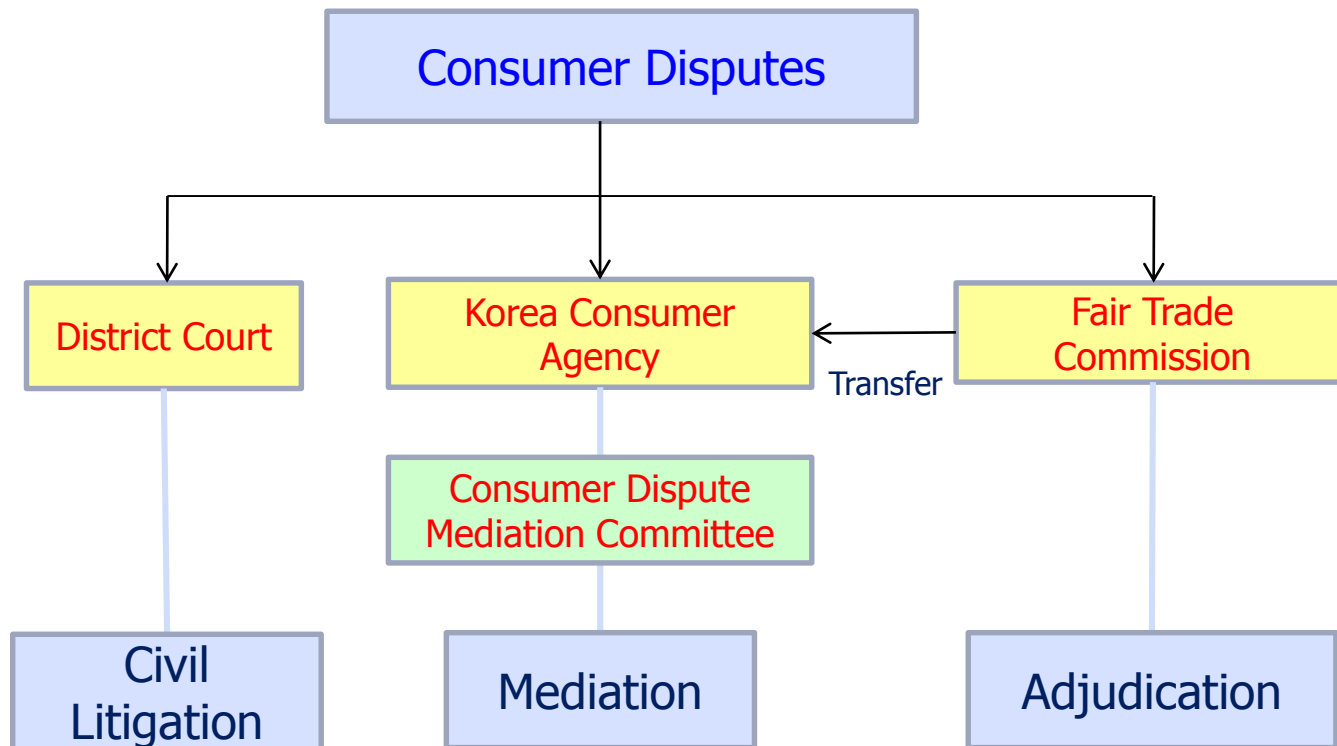 Consumer Disputes
District Court
Korea Consumer
Agency
Fair Trade
Commission
Transfer
Consumer Dispute
Mediation Committee
Civil
Litigation
Mediation
Adjudication